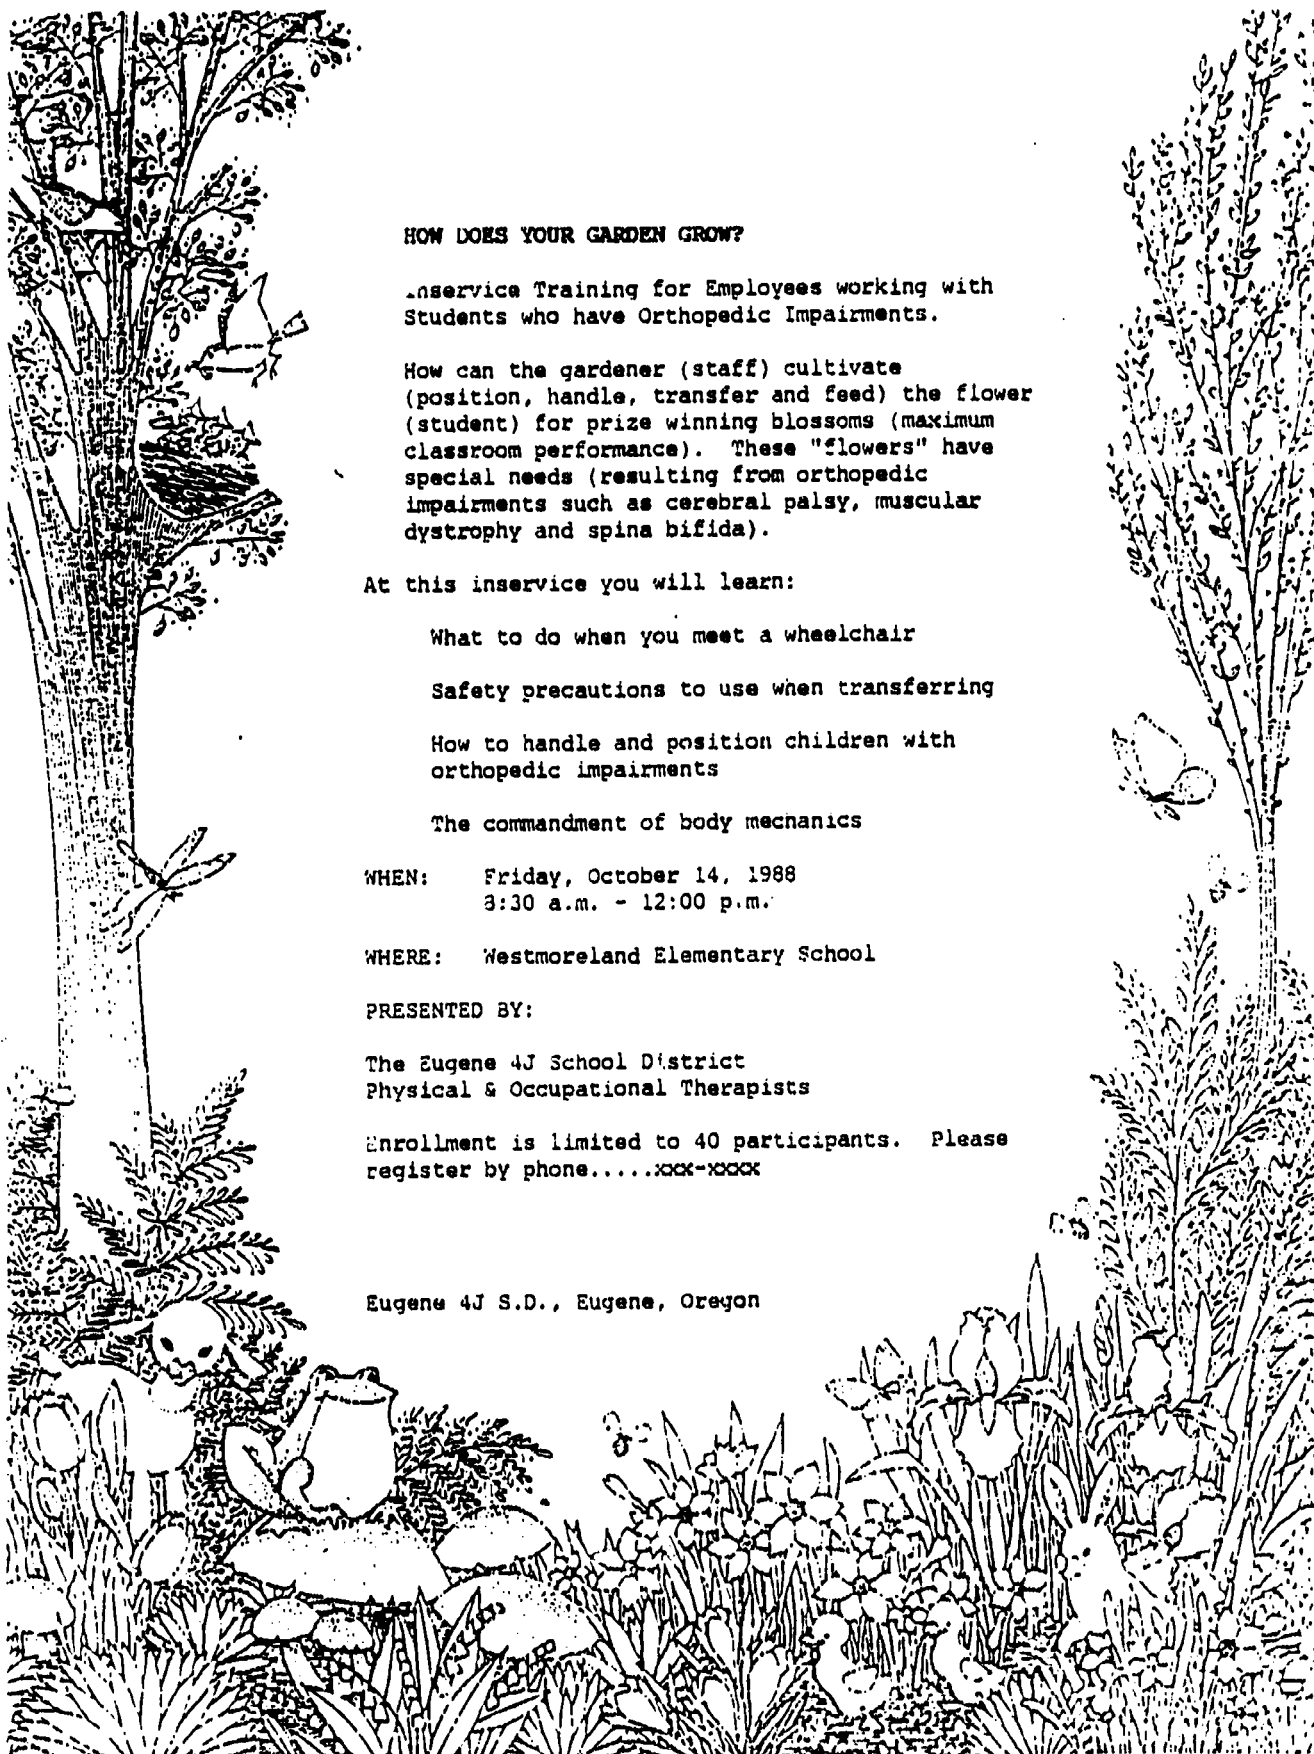 HOW DOES YOUR GARDEN GROW?
Inservice Training for Employees working with
Students who have Orthopedic Impairments.
How can the gardener (staff) cultivate
(position, handle, transfer and feed) the flower
(student) for prize winning blossoms (maximum
classroom performance). These "flowers" have
special needs (resulting from orthopedic
impairments such as cerebral palsy, muscular
dystrophy and spina bifida).
At this inservice you will learn:
What to do when you meet a wheelchair
Safety precautions to use when transferring
How to handle and position children with
orthopedic impairments
The commandment of body mechanics
WHEN: Friday, October 14, 1988
8:30 a.m. - 12:00 p.m.
WHERE: Westmoreland Elementary School
PRESENTED BY:
The Eugene 4J School District
Physical & Occupational Therapists
Enrollment is limited to 40 participants. Please
register by phone.....xxx-xxxx
Eugene 4J S.D., Eugene, Oregon